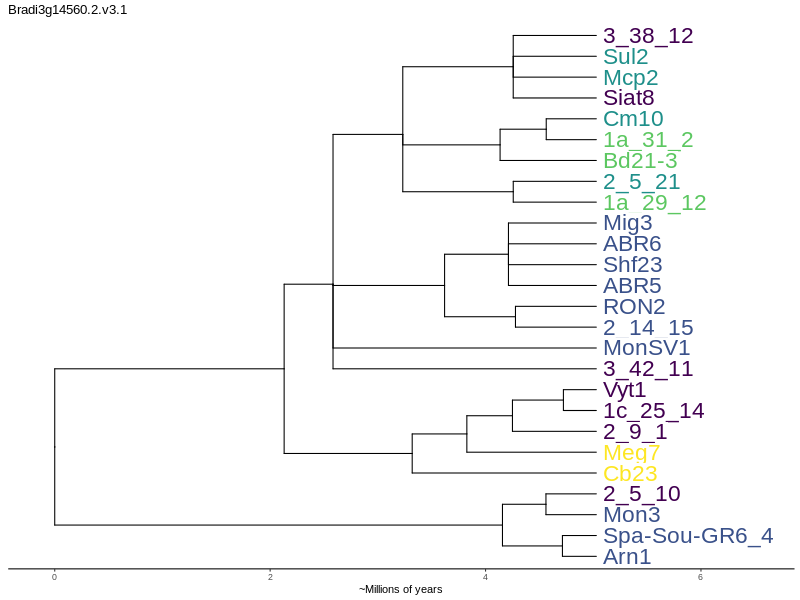 Bradi3g14560.2.v3.1
3_38_12
Sul2
Mcp2
Siat8
Cm10
1a_31_2
Bd21-3
2_5_21
1a_29_12
Mig3
ABR6
Shf23
ABR5
RON2
2_14_15
MonSV1
3_42_11
Vyt1
1c_25_14
2_9_1
Meg7
Cb23
2_5_10
Mon3
Spa-Sou-GR6_4
Arn1
0 2 4 6
~Millions of years